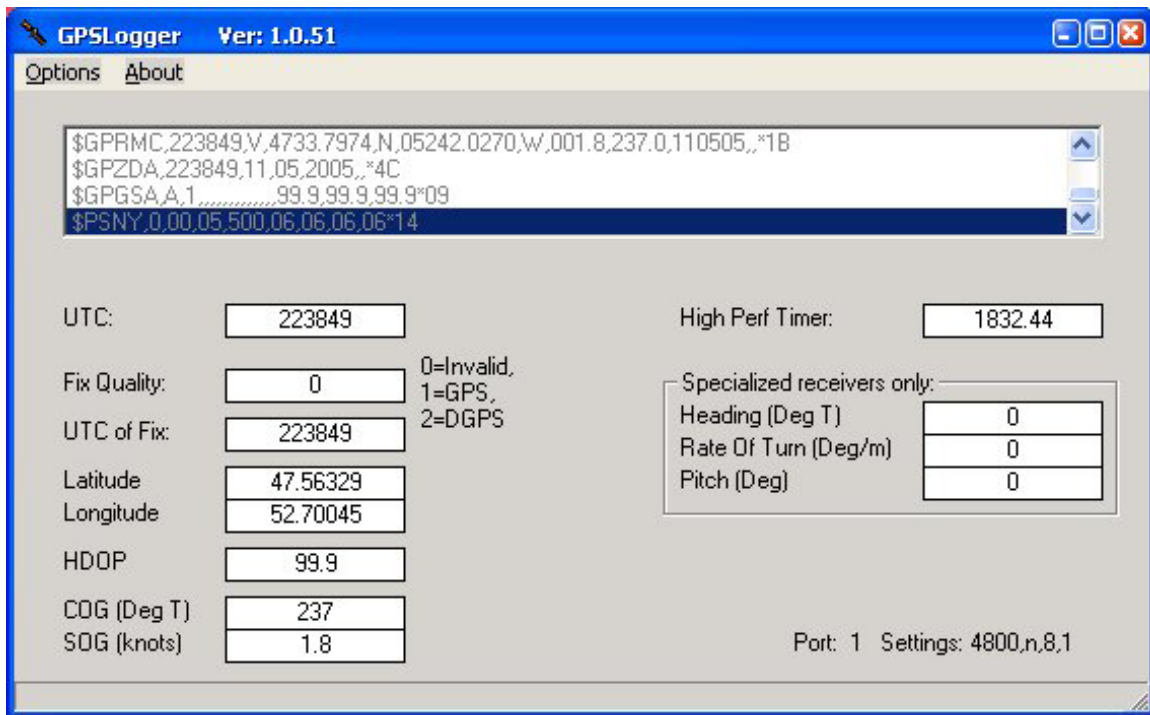 GPSLogger Ver: 1.0.51
Options About
$GPRMC,223849,V,4733.7974,N,05242.0270,W,001.8,237.0,110505,,*1B
$GPZDA,223849,11,05,2005,,*4C
$GPGSA,A,1,,,,,,,,,,,,,99.9,99.9,99.9*09
$PSNY,0,00,05,500,06,06,06,06*14
UTC: 223849
High Perf Timer: 1832.44
Fix Quality: 0
0=Invalid,
1=GPS,
2=DGPS
UTC of Fix: 223849
Latitude 47.56329
Longitude 52.70045
HDOP 99.9
COG (Deg T) 237
SOG (knots) 1.8
Specialized receivers only:
Heading (Deg T) 0
Rate Of Turn (Deg/m) 0
Pitch (Deg) 0
Port: 1 Settings: 4800,n,8,1